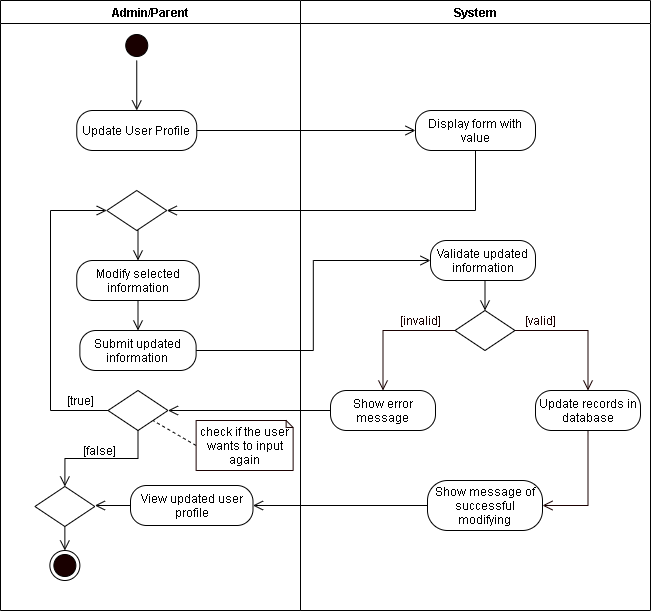 Admin/Parent
System
Update User Profile
Display form with
value
Modify selected
information
Validate updated
information
Submit updated
information
[invalid]
[valid]
[true]
Show error
message
Update records in
database
check if the user
wants to input
again
[false]
View updated user
profile
Show message of
successful
modifying